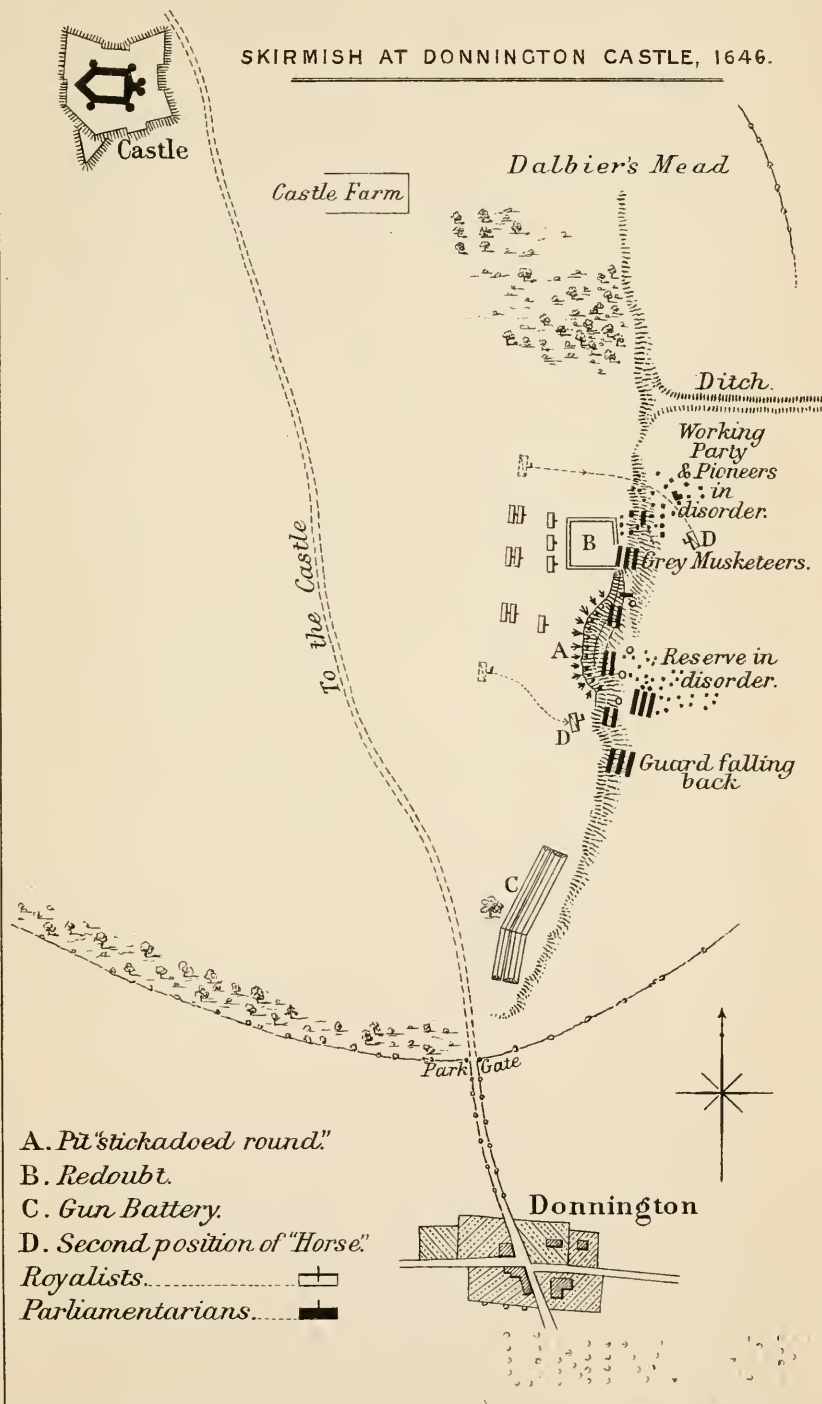 SKIRMISH AT DONNINGTON CASTLE, 1646.
Castle
Castle Farm
Dalbier's Mead
Ditch.
Working
Party
& Pioneers
in
disorder.
B
D
Grey Musketeers.
To the Castle
A
Reserve in
disorder.
D
Guard falling
back
C
Park Gate
A. Pit "stickadoed round."
B. Redoubt.
C. Gun Battery.
D. Second position of "Horse."
Royalists
Parliamentarians
Donnington